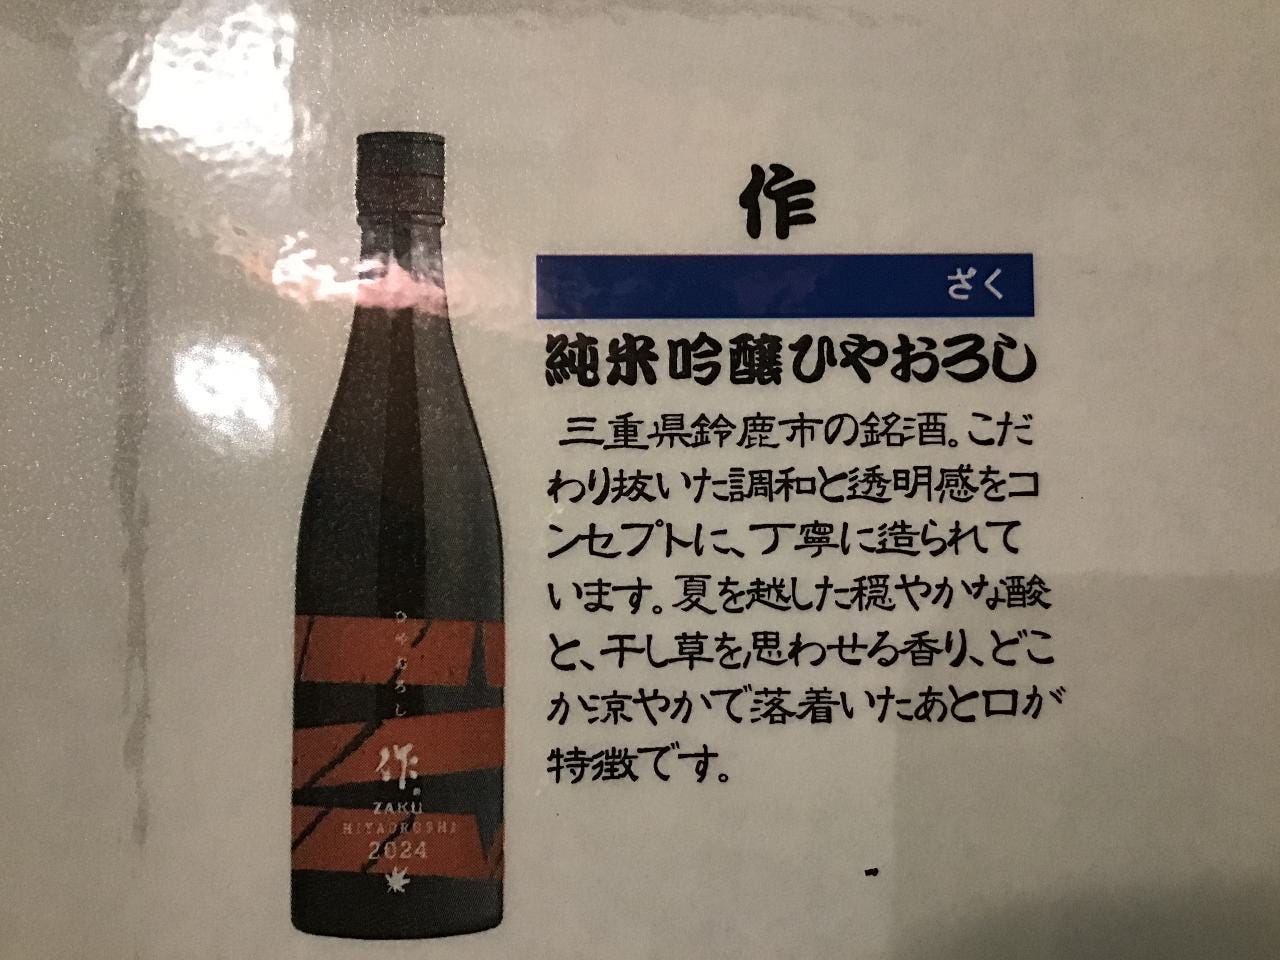 作
ざく
純米吟醸ひやおろし
三重県鈴鹿市の銘酒。こだ
わり抜いた調和と透明感をコ
ンセプトに、丁寧に造られて
います。夏を越した穏やかな酸
と、干し草を思わせる香り、どこ
か涼やかで落着いたあと口が
特徴です。
ひやおろし
作
ZAKU
HIYAOROSHI
2024